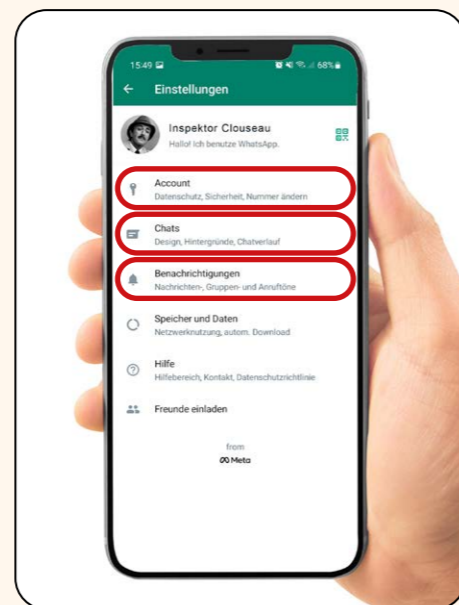 15:49 68%
Einstellungen
Inspektor Clouseau
Hallo! Ich benutze WhatsApp.
Account
Datenschutz, Sicherheit, Nummer ändern
Chats
Design, Hintergründe, Chatverlauf
Benachrichtigungen
Nachrichten-, Gruppen- und Anruftöne
Speicher und Daten
Netzwerknutzung, autom. Download
Hilfe
Hilfebereich, Kontakt, Datenschutzrichtlinie
Freunde einladen
from
Meta